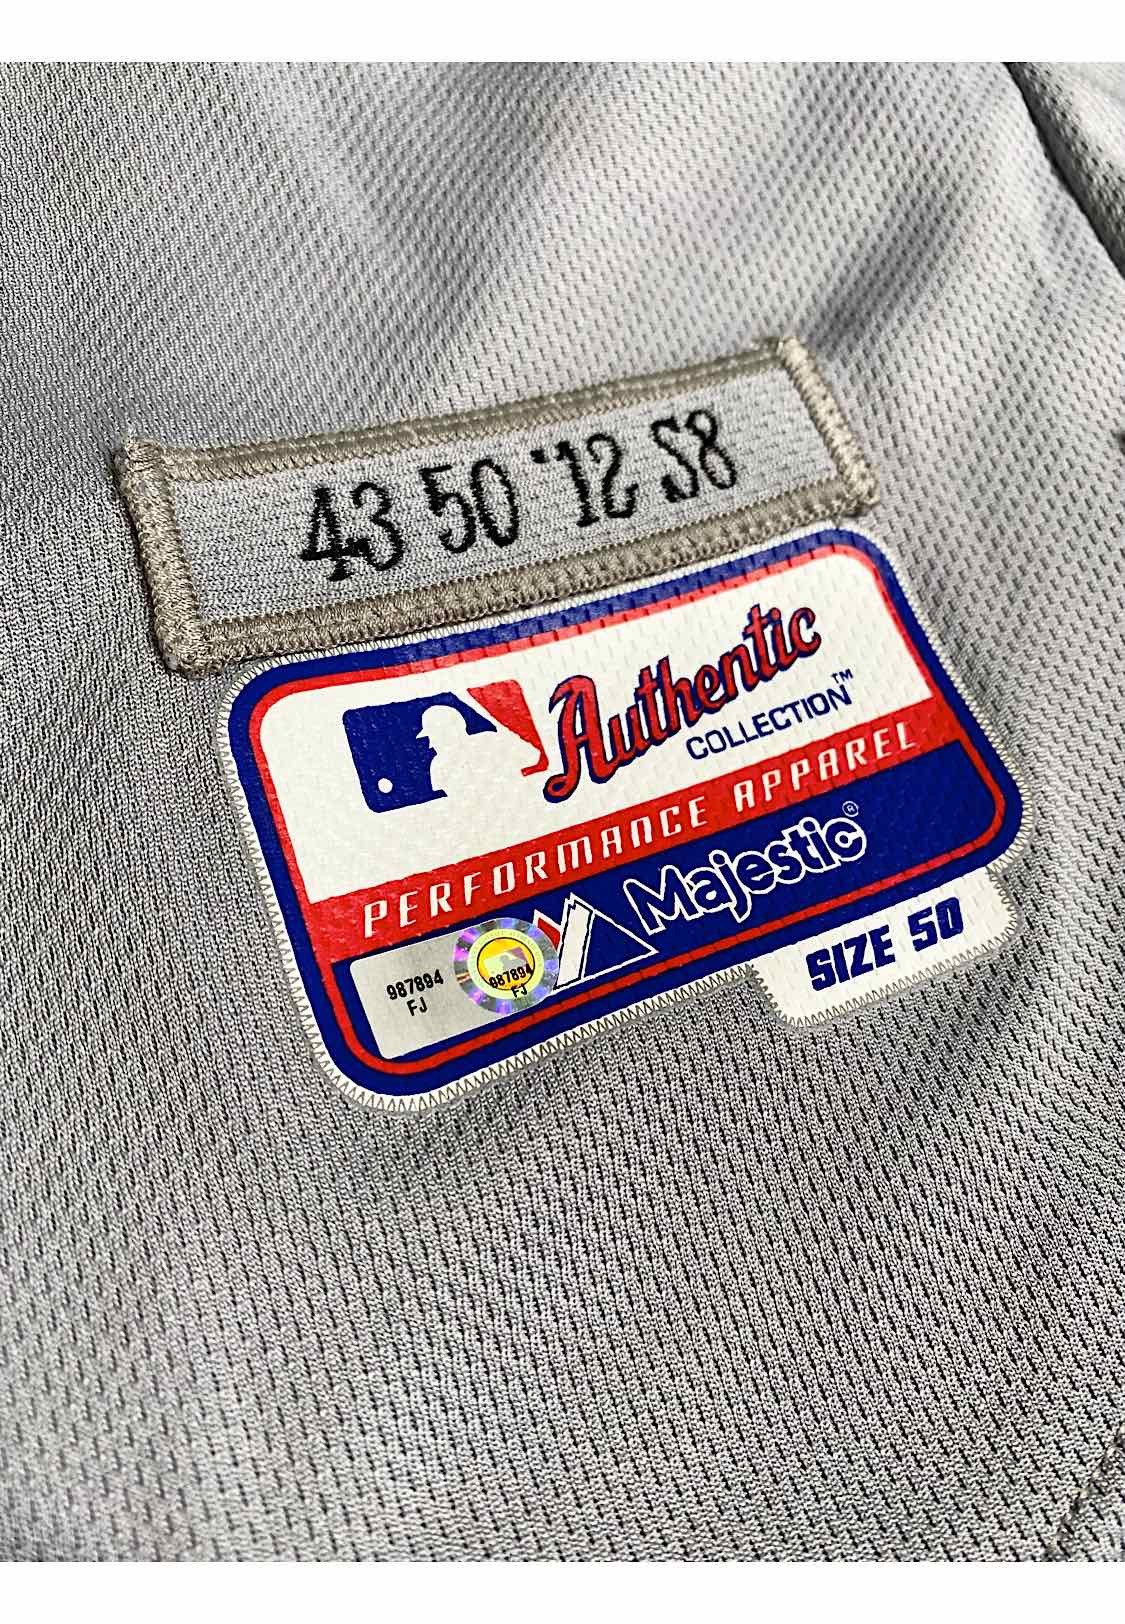 43 50 '12 S8
Authentic
COLLECTION™
PERFORMANCE APPAREL
Majestic®
987894
FJ
987894
FJ
SIZE 50